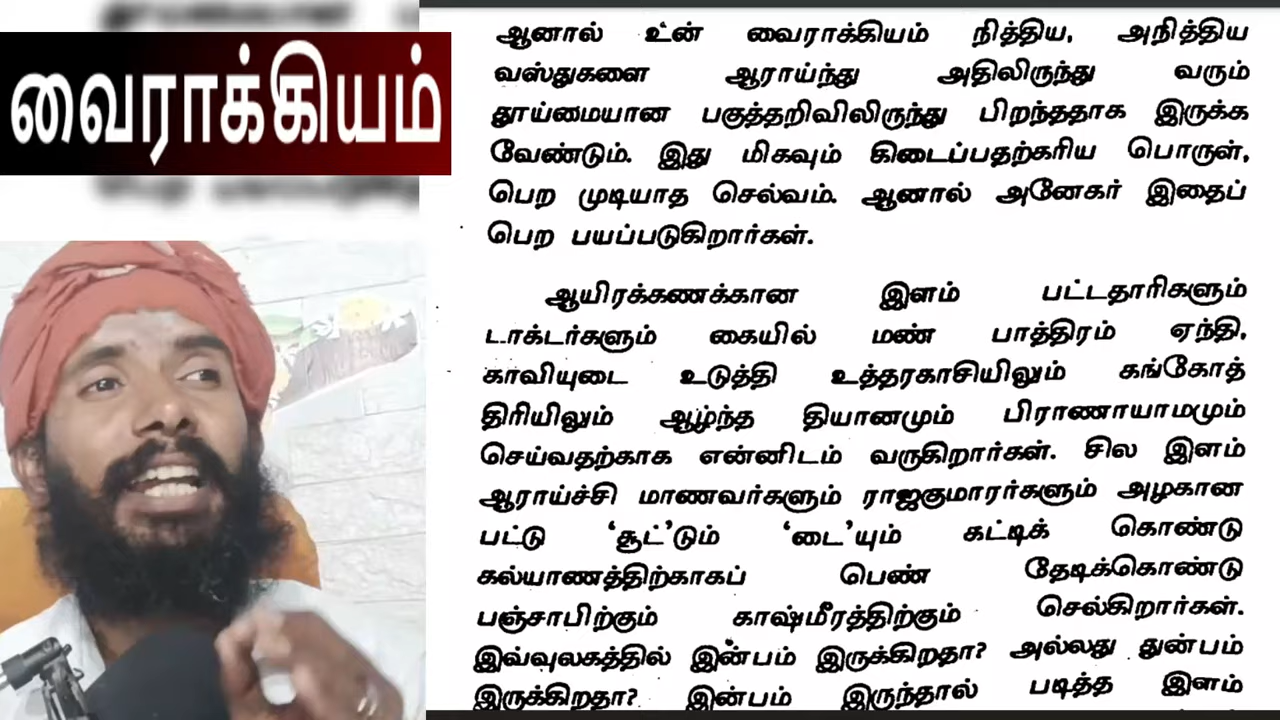 வைராக்கியம்
ஆனால் உன் வைராக்கியம் நித்திய, அநித்திய
வஸ்துகளை ஆராய்ந்து அதிலிருந்து வரும்
தூய்மையான பகுத்தறிவிலிருந்து பிறந்ததாக இருக்க
வேண்டும். இது மிகவும் கிடைப்பதற்கரிய பொருள்,
பெற முடியாத செல்வம். ஆனால் அனேகர் இதைப்
பெற பயப்படுகிறார்கள்.
ஆயிரக்கணக்கான இளம் பட்டதாரிகளும்
டாக்டர்களும் கையில் மண் பாத்திரம் ஏந்தி,
காவியுடை உடுத்தி உத்தரகாசியிலும் கங்கோத்
திரியிலும் ஆழ்ந்த தியானமும் பிராணாயாமமும்
செய்வதற்காக என்னிடம் வருகிறார்கள். சில இளம்
ஆராய்ச்சி மாணவர்களும் ராஜகுமாரர்களும் அழகான
பட்டு ‘சூட்’டும் ‘டை’யும் கட்டிக் கொண்டு
கல்யாணத்திற்காகப் பெண் தேடிக்கொண்டு
பஞ்சாபிற்கும் காஷ்மீரத்திற்கும் செல்கிறார்கள்.
இவ்வுலகத்தில் இன்பம் இருக்கிறதா? அல்லது துன்பம்
இருக்கிறதா? இன்பம் இருந்தால் படித்த இளம்